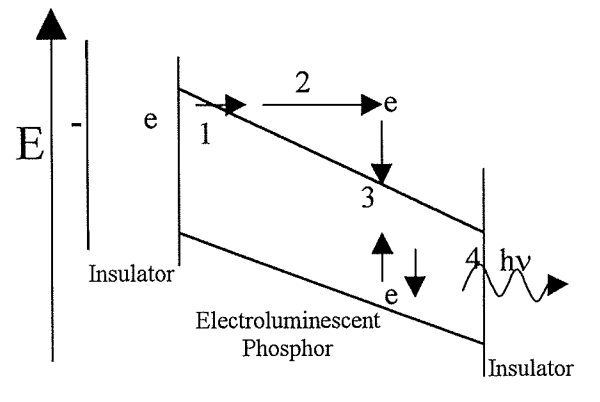 2
e
-
e
1
E
3
4
hν
Insulator
e
Electroluminescent
Phosphor
Insulator